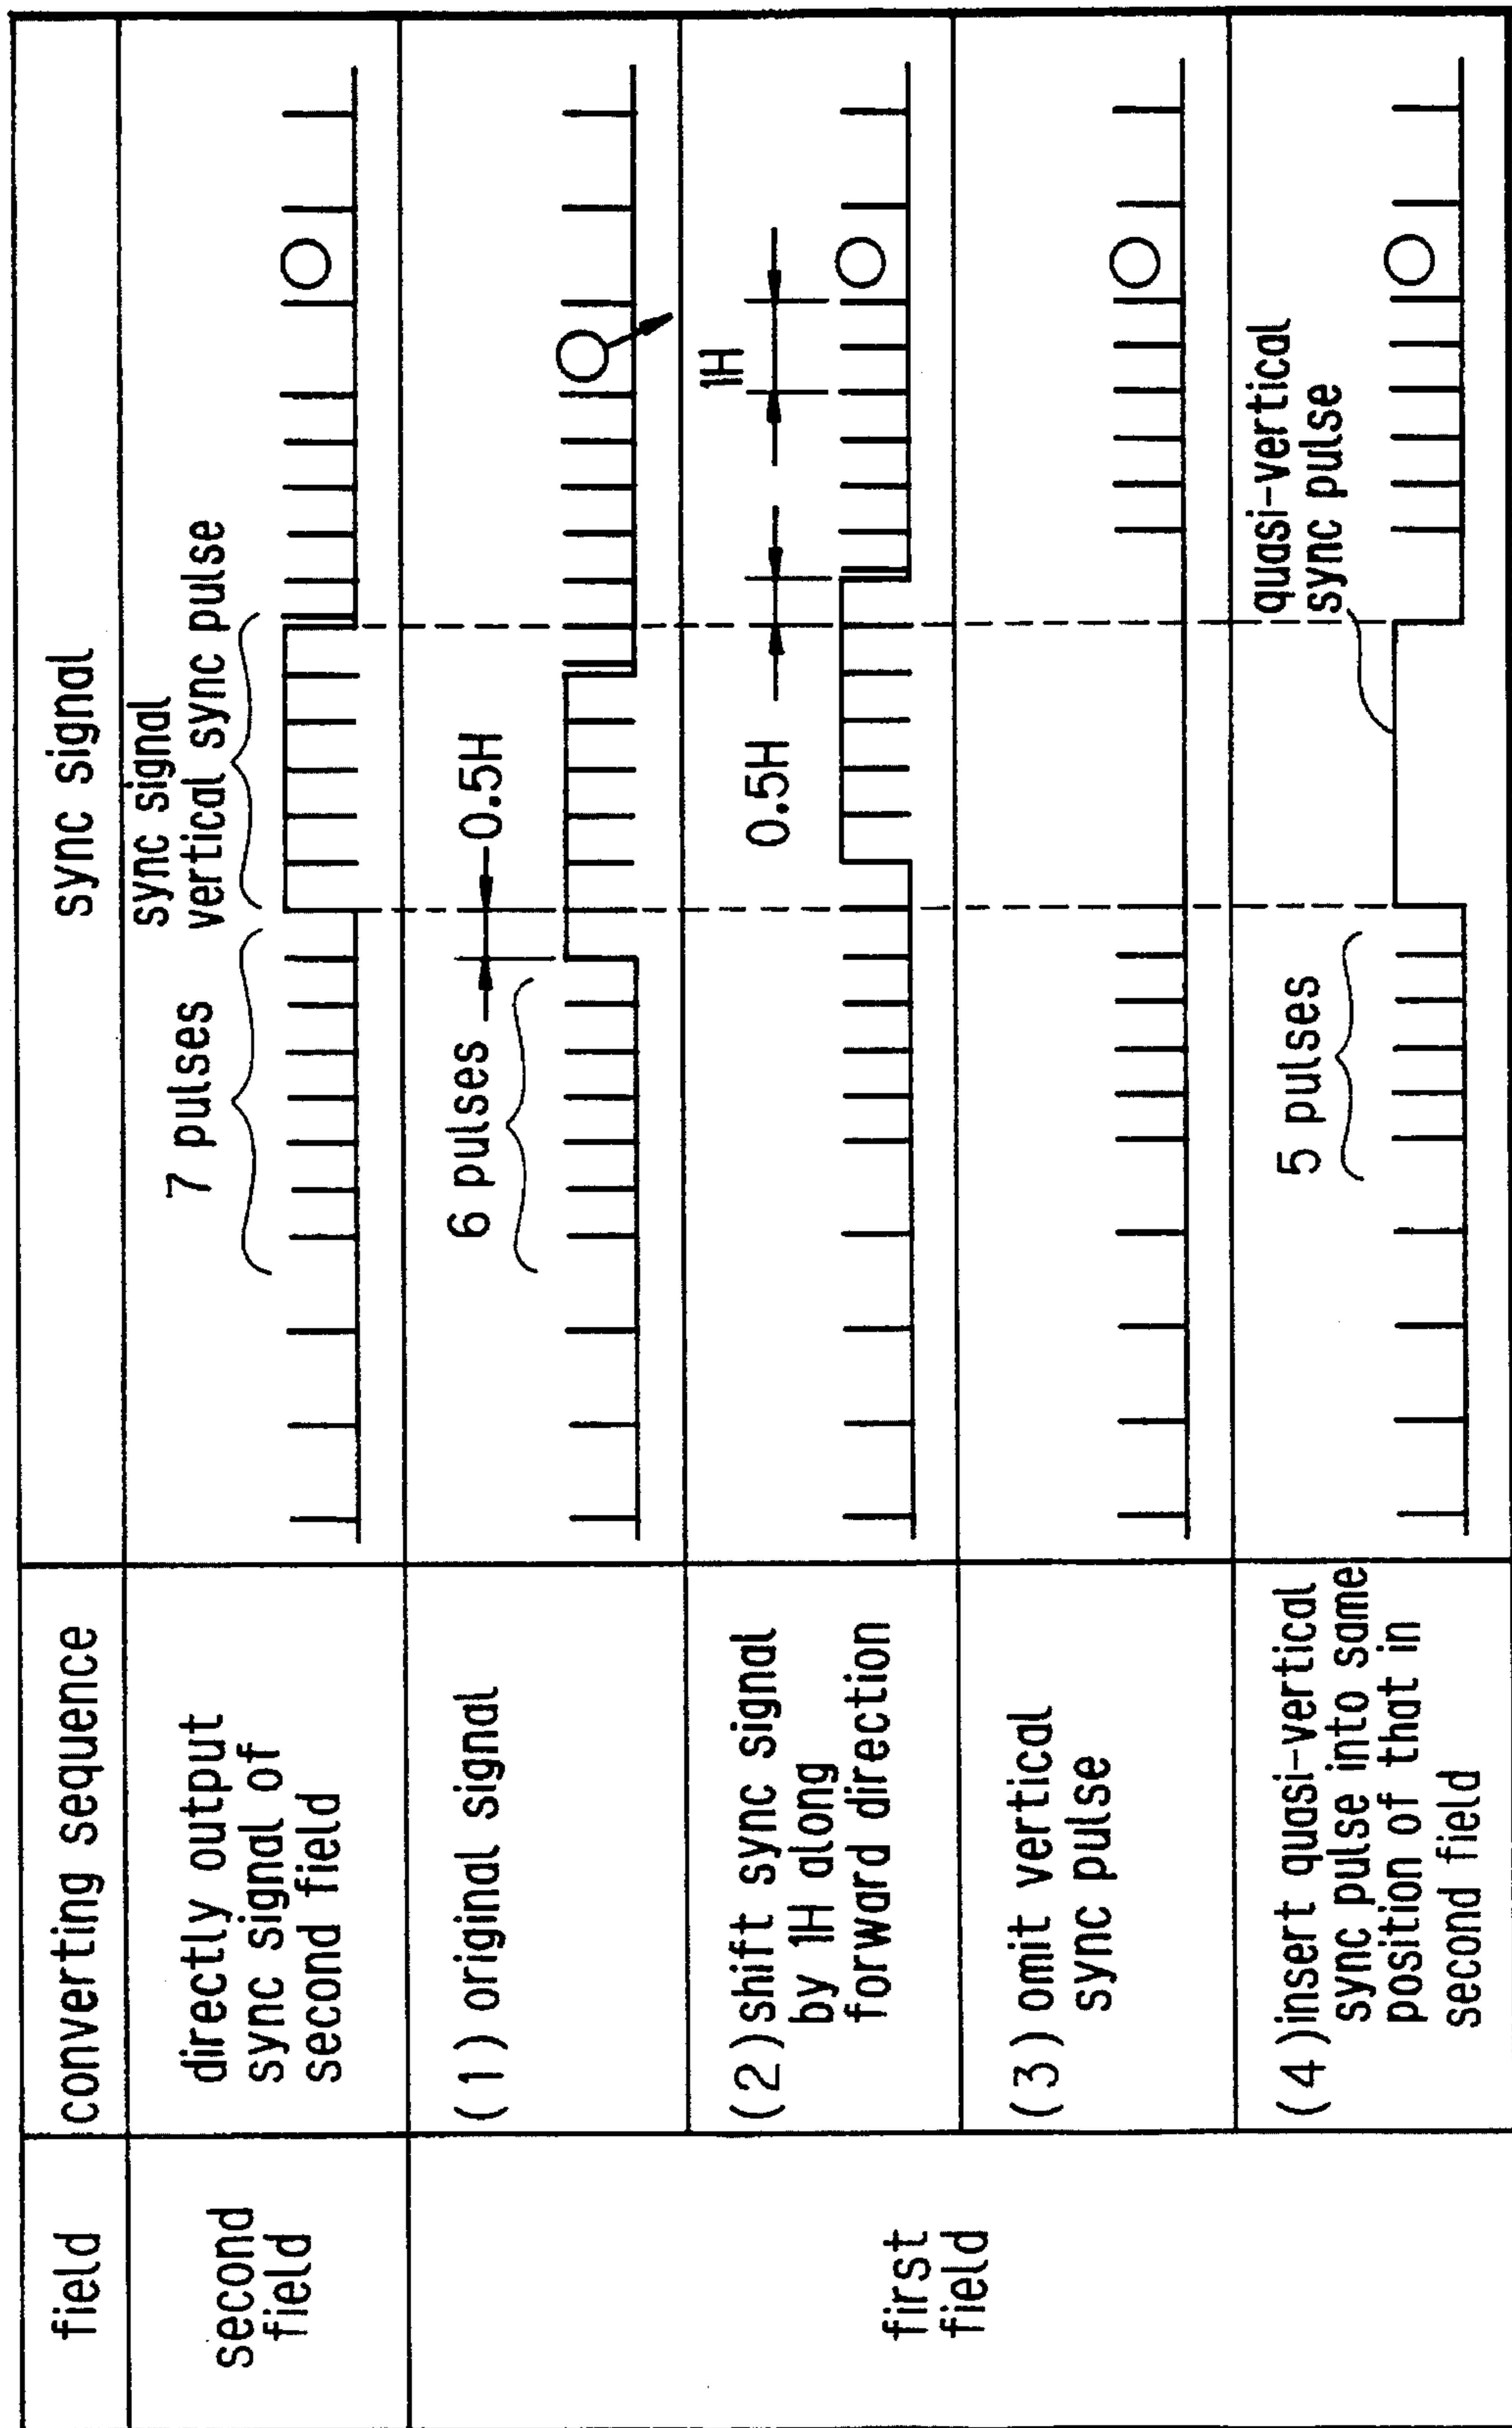 field
converting sequence
sync signal
second
field
directly output
sync signal of
second field
7 pulses
sync signal
vertical sync pulse
first
field
(1) original signal
6 pulses
0.5H
(2) shift sync signal
by 1H along
forward direction
0.5H
1H
(3) omit vertical
sync pulse
(4) insert quasi-vertical
sync pulse into same
position of that in
second field
5 pulses
quasi-vertical
sync pulse